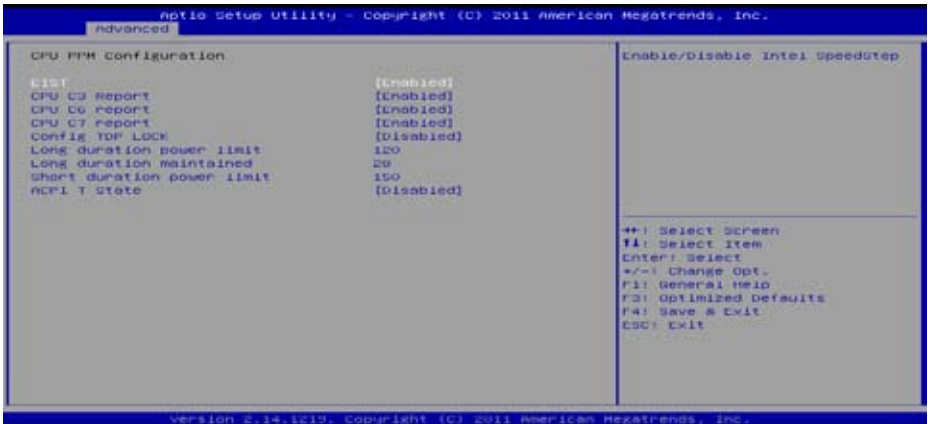 Aptio Setup Utility - Copyright (C) 2011 American Megatrends, Inc.
Advanced
CPU PPM Configuration
EIST [Enabled]
CPU C3 Report [Enabled]
CPU C6 report [Enabled]
CPU C7 report [Enabled]
Config TDP LOCK [Disabled]
Long duration power limit 120
Long duration maintained 28
Short duration power limit 150
ACPI T State [Disabled]
Enable/Disable Intel SpeedStep
→←: Select Screen
↑↓: Select Item
Enter: Select
+/-: Change Opt.
F1: General Help
F3: Optimized Defaults
F4: Save & Exit
ESC: Exit
Version 2.14.1219. Copyright (C) 2011 American Megatrends, Inc.